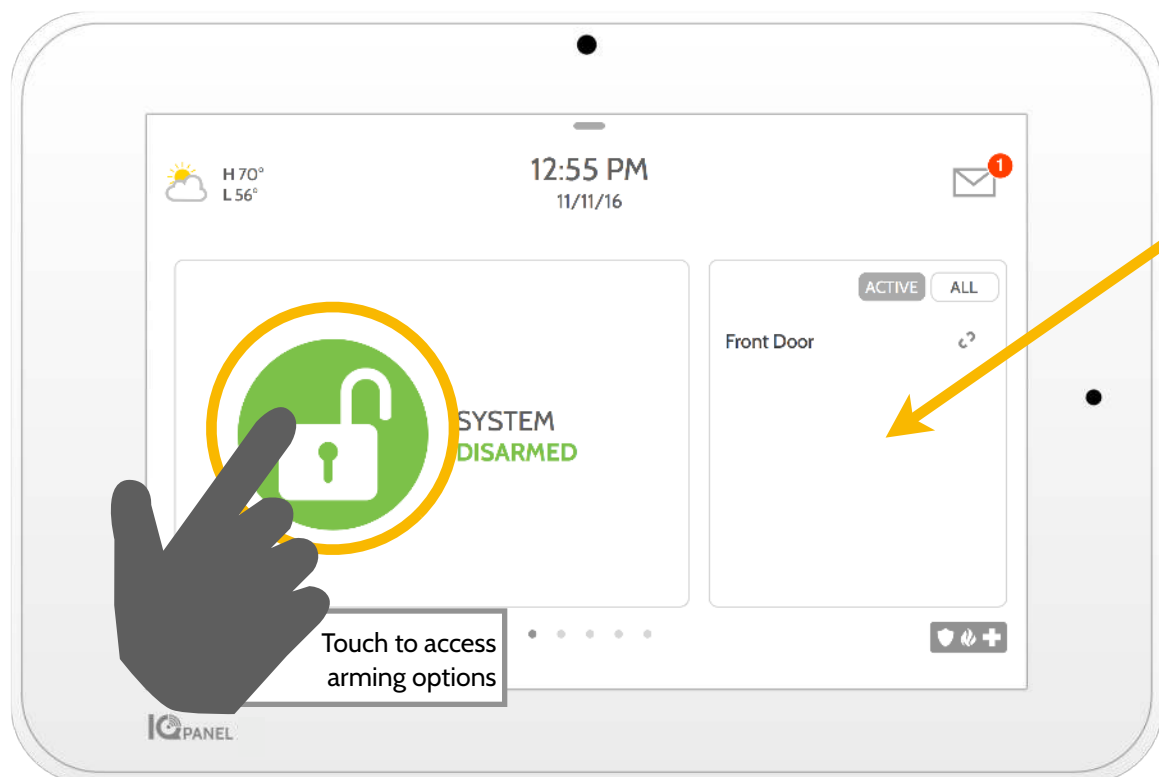 H 70°
L 56°
12:55 PM
11/11/16
1
ACTIVE
ALL
Front Door
SYSTEM
DISARMED
Touch to access
arming options
IQ PANEL